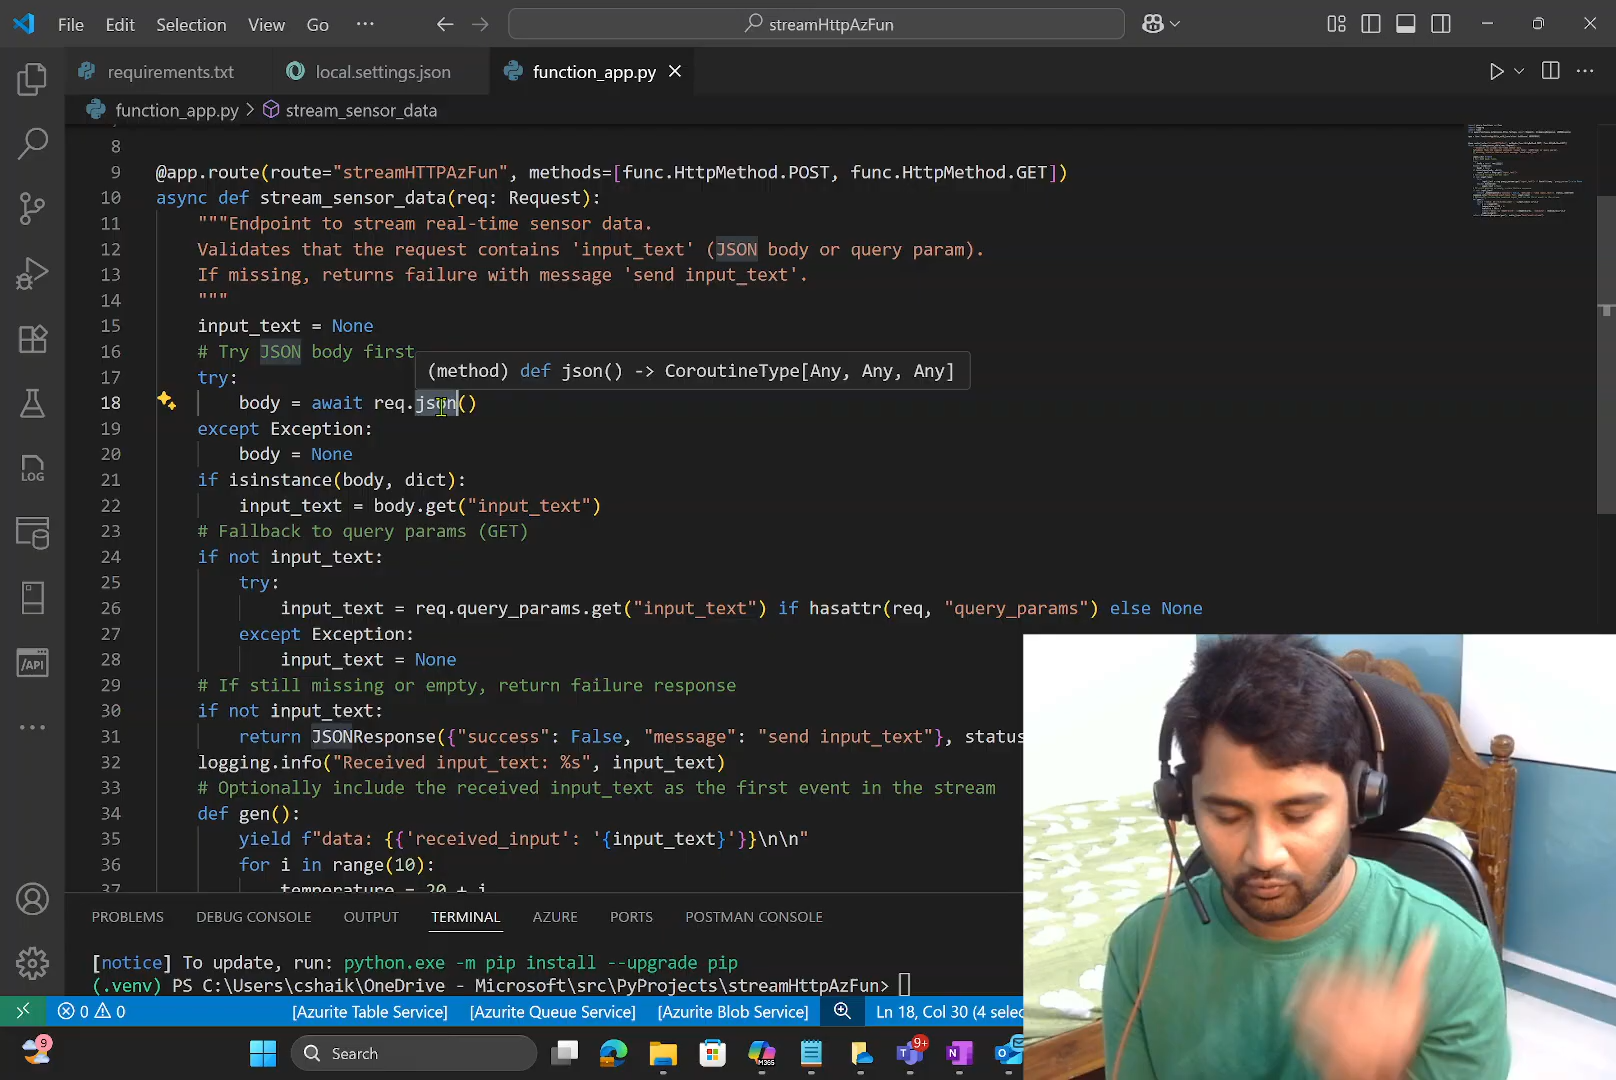 File Edit Selection View Go ··· streamHttpAzFun
requirements.txt local.settings.json function_app.py
function_app.py > stream_sensor_data
8
9 @app.route(route="streamHTTPAzFun", methods=[func.HttpMethod.POST, func.HttpMethod.GET])
10 async def stream_sensor_data(req: Request):
11 """Endpoint to stream real-time sensor data.
12 Validates that the request contains 'input_text' (JSON body or query param).
13 If missing, returns failure with message 'send input_text'.
14 """
15 input_text = None
16 # Try JSON body first
(method) def json() -> CoroutineType[Any, Any, Any]
17 try:
18 body = await req.json()
19 except Exception:
20 body = None
21 if isinstance(body, dict):
22 input_text = body.get("input_text")
23 # Fallback to query params (GET)
24 if not input_text:
25 try:
26 input_text = req.query_params.get("input_text") if hasattr(req, "query_params") else None
27 except Exception:
28 input_text = None
29 # If still missing or empty, return failure response
30 if not input_text:
31 return JSONResponse({"success": False, "message": "send input_text"}, status
32 logging.info("Received input_text: %s", input_text)
33 # Optionally include the received input_text as the first event in the stream
34 def gen():
35 yield f"data: {{'received_input': '{input_text}'}}\n\n"
36 for i in range(10):
37 temperature = 20 + i
LOG
/API
PROBLEMS DEBUG CONSOLE OUTPUT TERMINAL AZURE PORTS POSTMAN CONSOLE
[notice] To update, run: python.exe -m pip install --upgrade pip
(.venv) PS C:\Users\cshaik\OneDrive - Microsoft\src\PyProjects\streamHttpAzFun>
0 0 [Azurite Table Service] [Azurite Queue Service] [Azurite Blob Service] Ln 18, Col 30 (4 selec
9 Search M365 9+